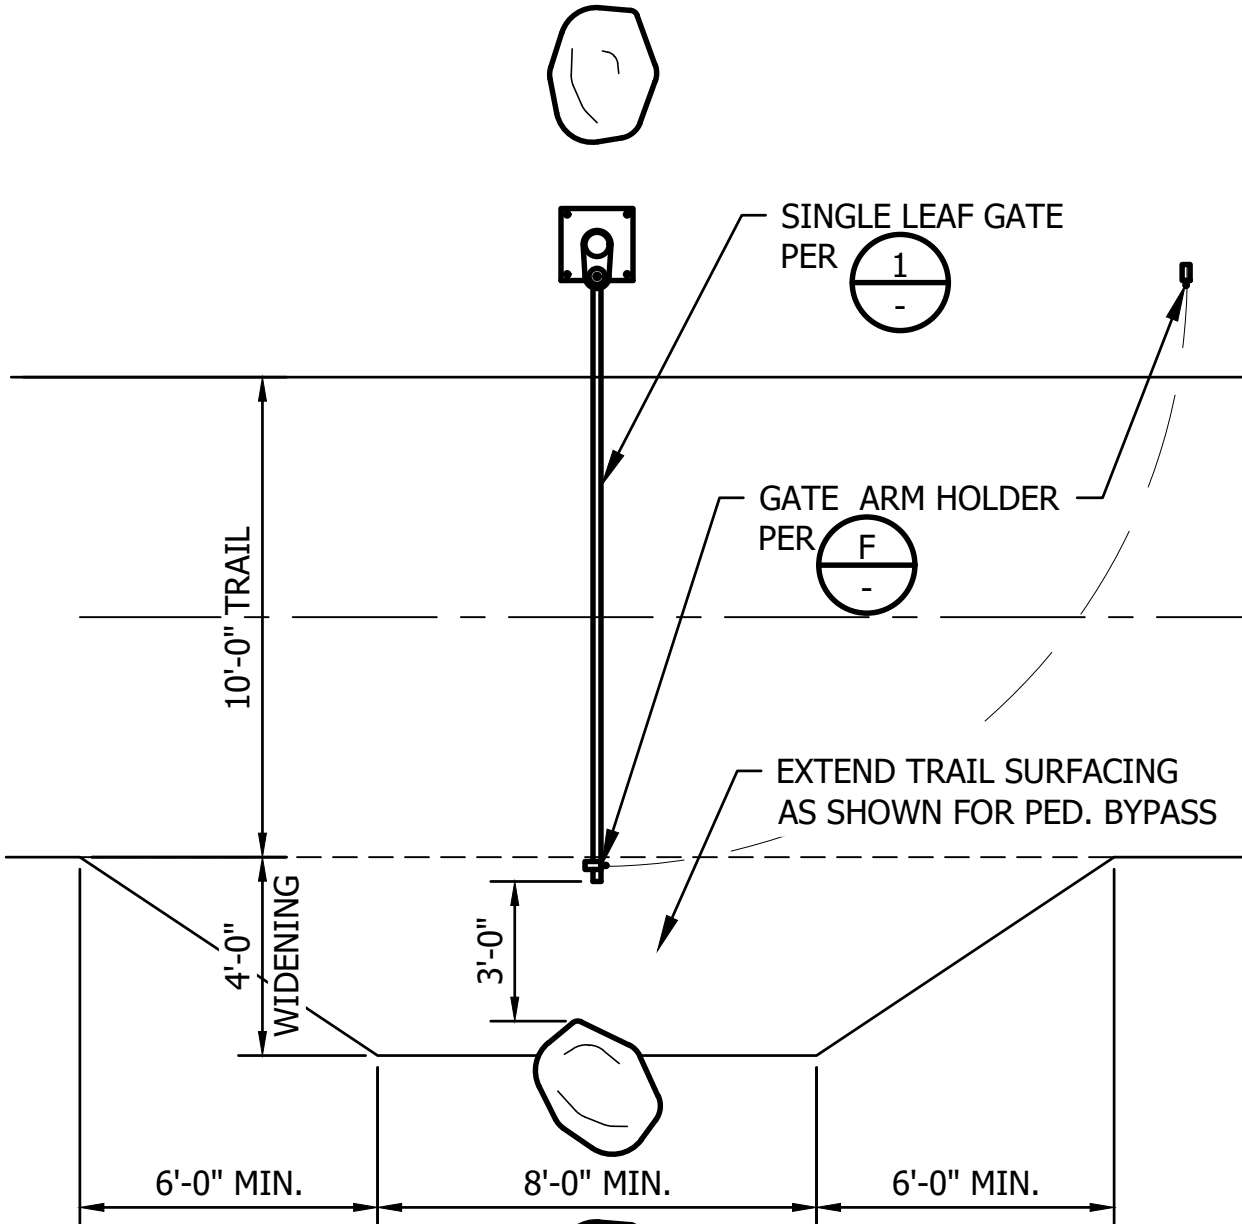 SINGLE LEAF GATE
PER
1
-
GATE ARM HOLDER
PER
F
-
10'-0" TRAIL
EXTEND TRAIL SURFACING
AS SHOWN FOR PED. BYPASS
4'-0"
WIDENING
3'-0"
6'-0" MIN.
8'-0" MIN.
6'-0" MIN.